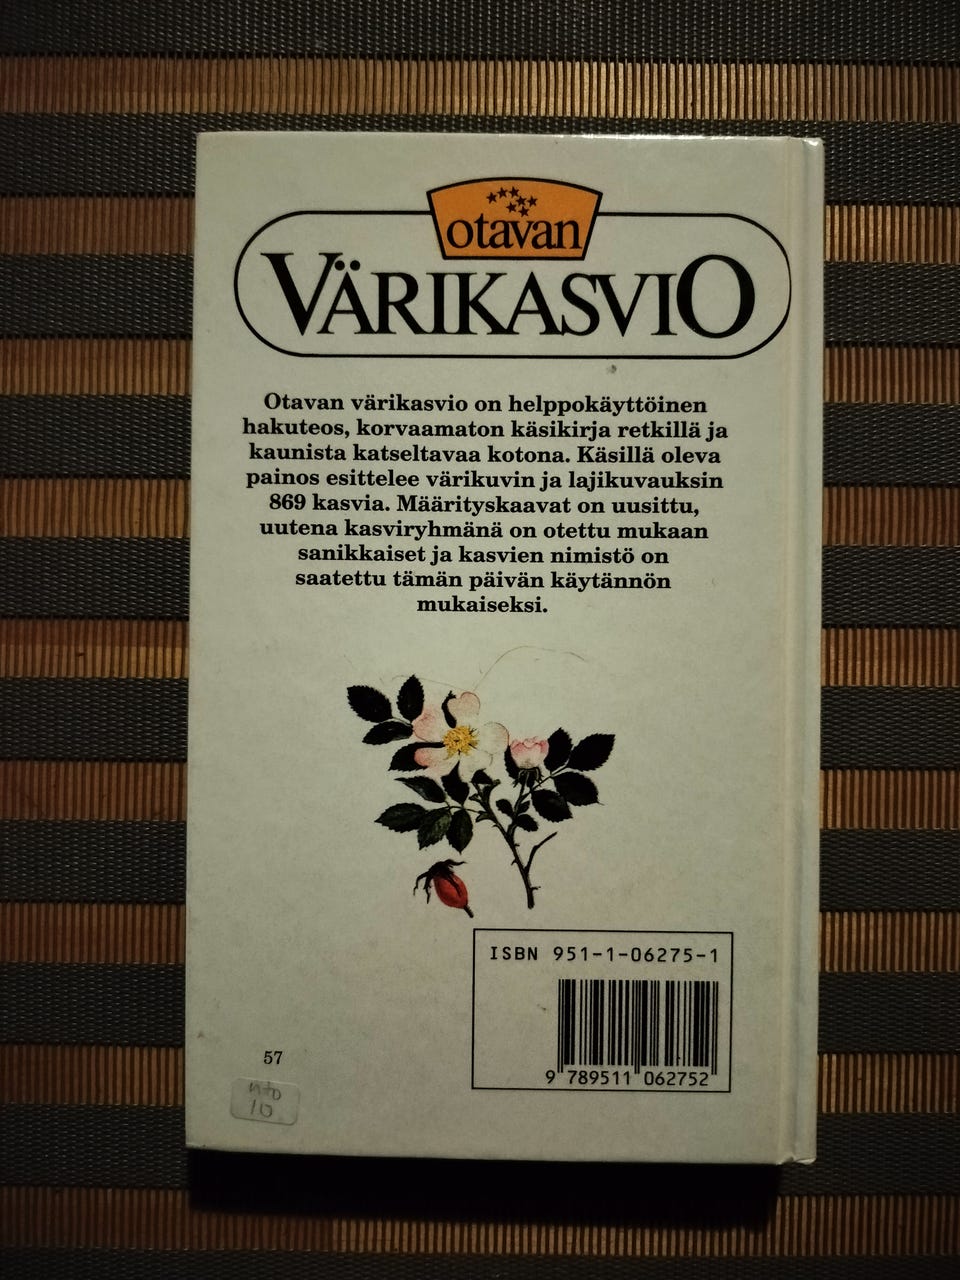 otavan
VÄRIKASVIO
Otavan värikasvio on helppokäyttöinen
hakuteos, korvaamaton käsikirja retkillä ja
kaunista katseltavaa kotona. Käsillä oleva
painos esittelee värikuvin ja lajikuvauksin
869 kasvia. Määrityskaavat on uusittu,
uutena kasviryhmänä on otettu mukaan
sanikkaiset ja kasvien nimistö on
saatettu tämän päivän käytännön
mukaiseksi.
ISBN 951-1-06275-1
9 789511 062752
57
10